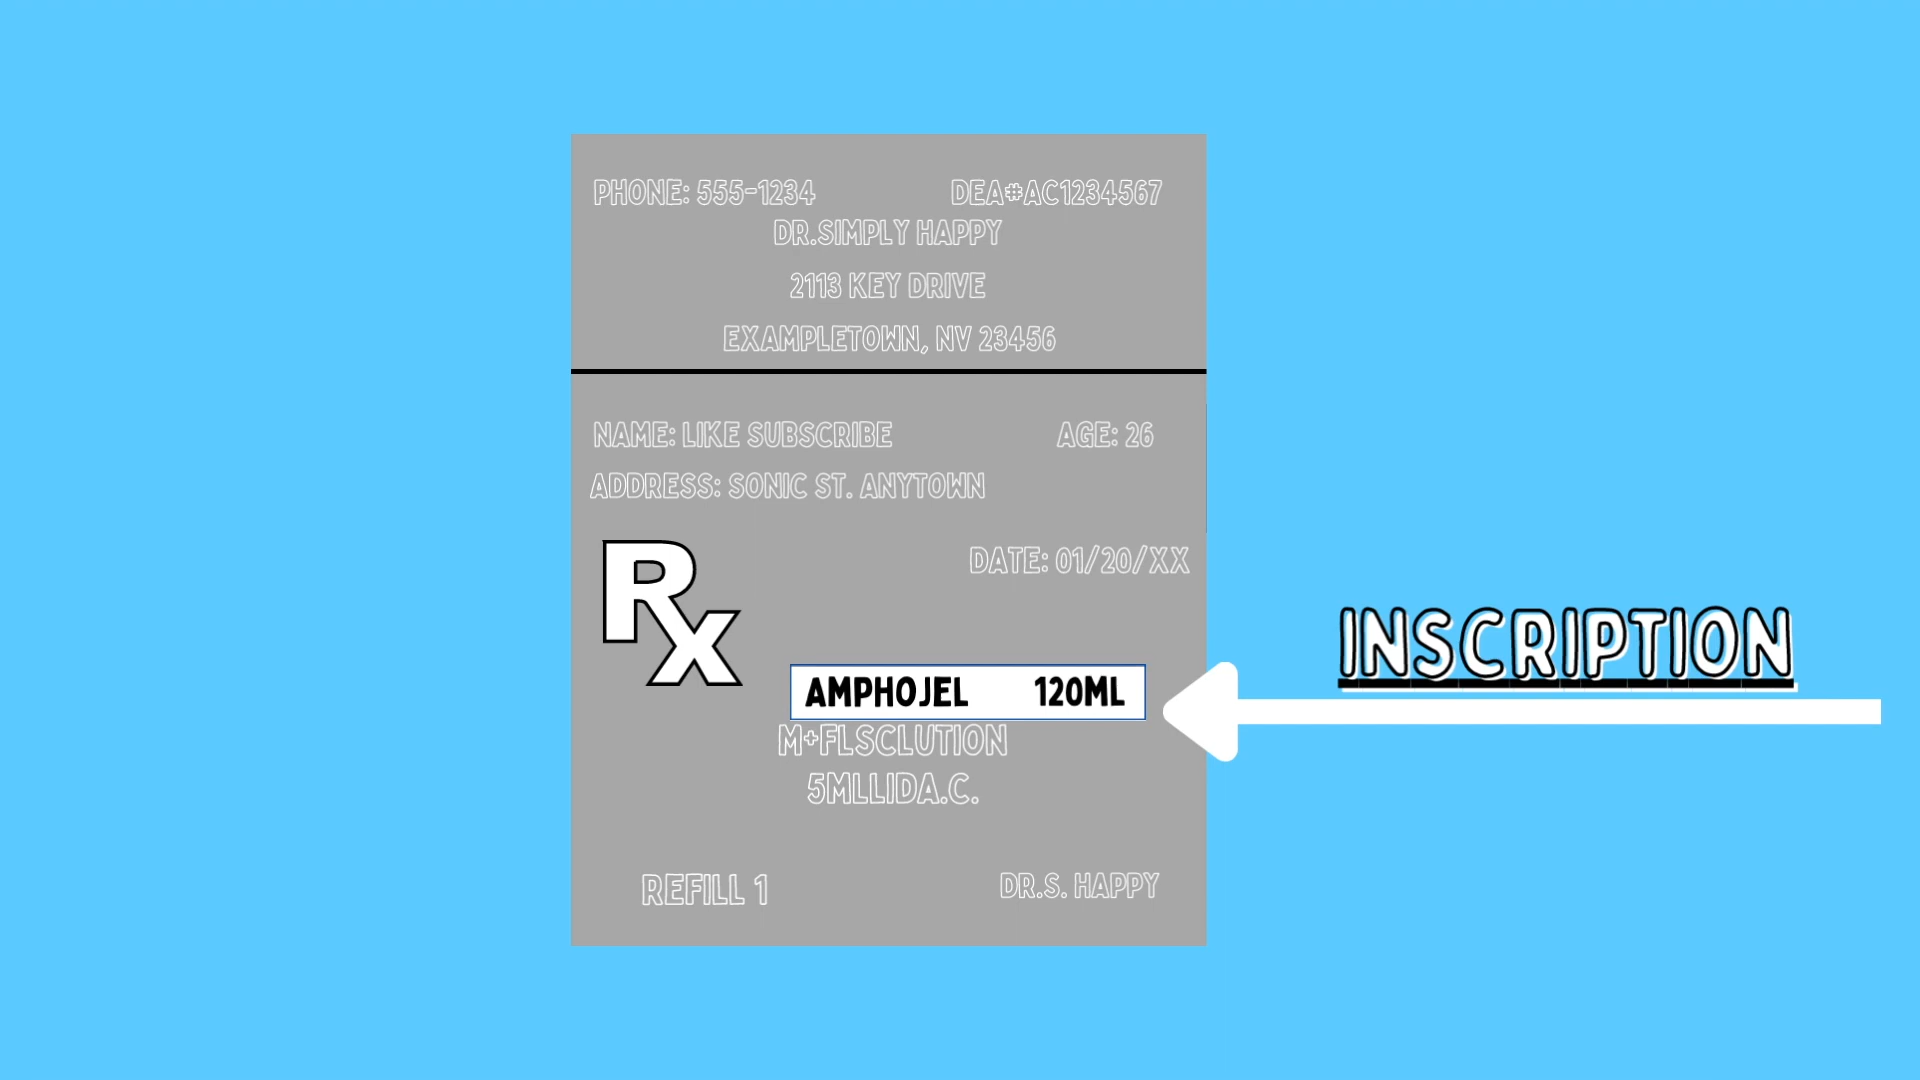 PHONE: 555-1234 DEA#AC1234567
DR.SIMPLY HAPPY
2113 KEY DRIVE
EXAMPLETOWN, NV 23456
NAME: LIKE SUBSCRIBE AGE: 26
ADDRESS: SONIC ST. ANYTOWN
DATE: 01/20/XX
Rx
INSCRIPTION
AMPHOJEL 120ML
M+FLSCLUTION
5MLLIDA.C.
REFILL 1 DR.S. HAPPY